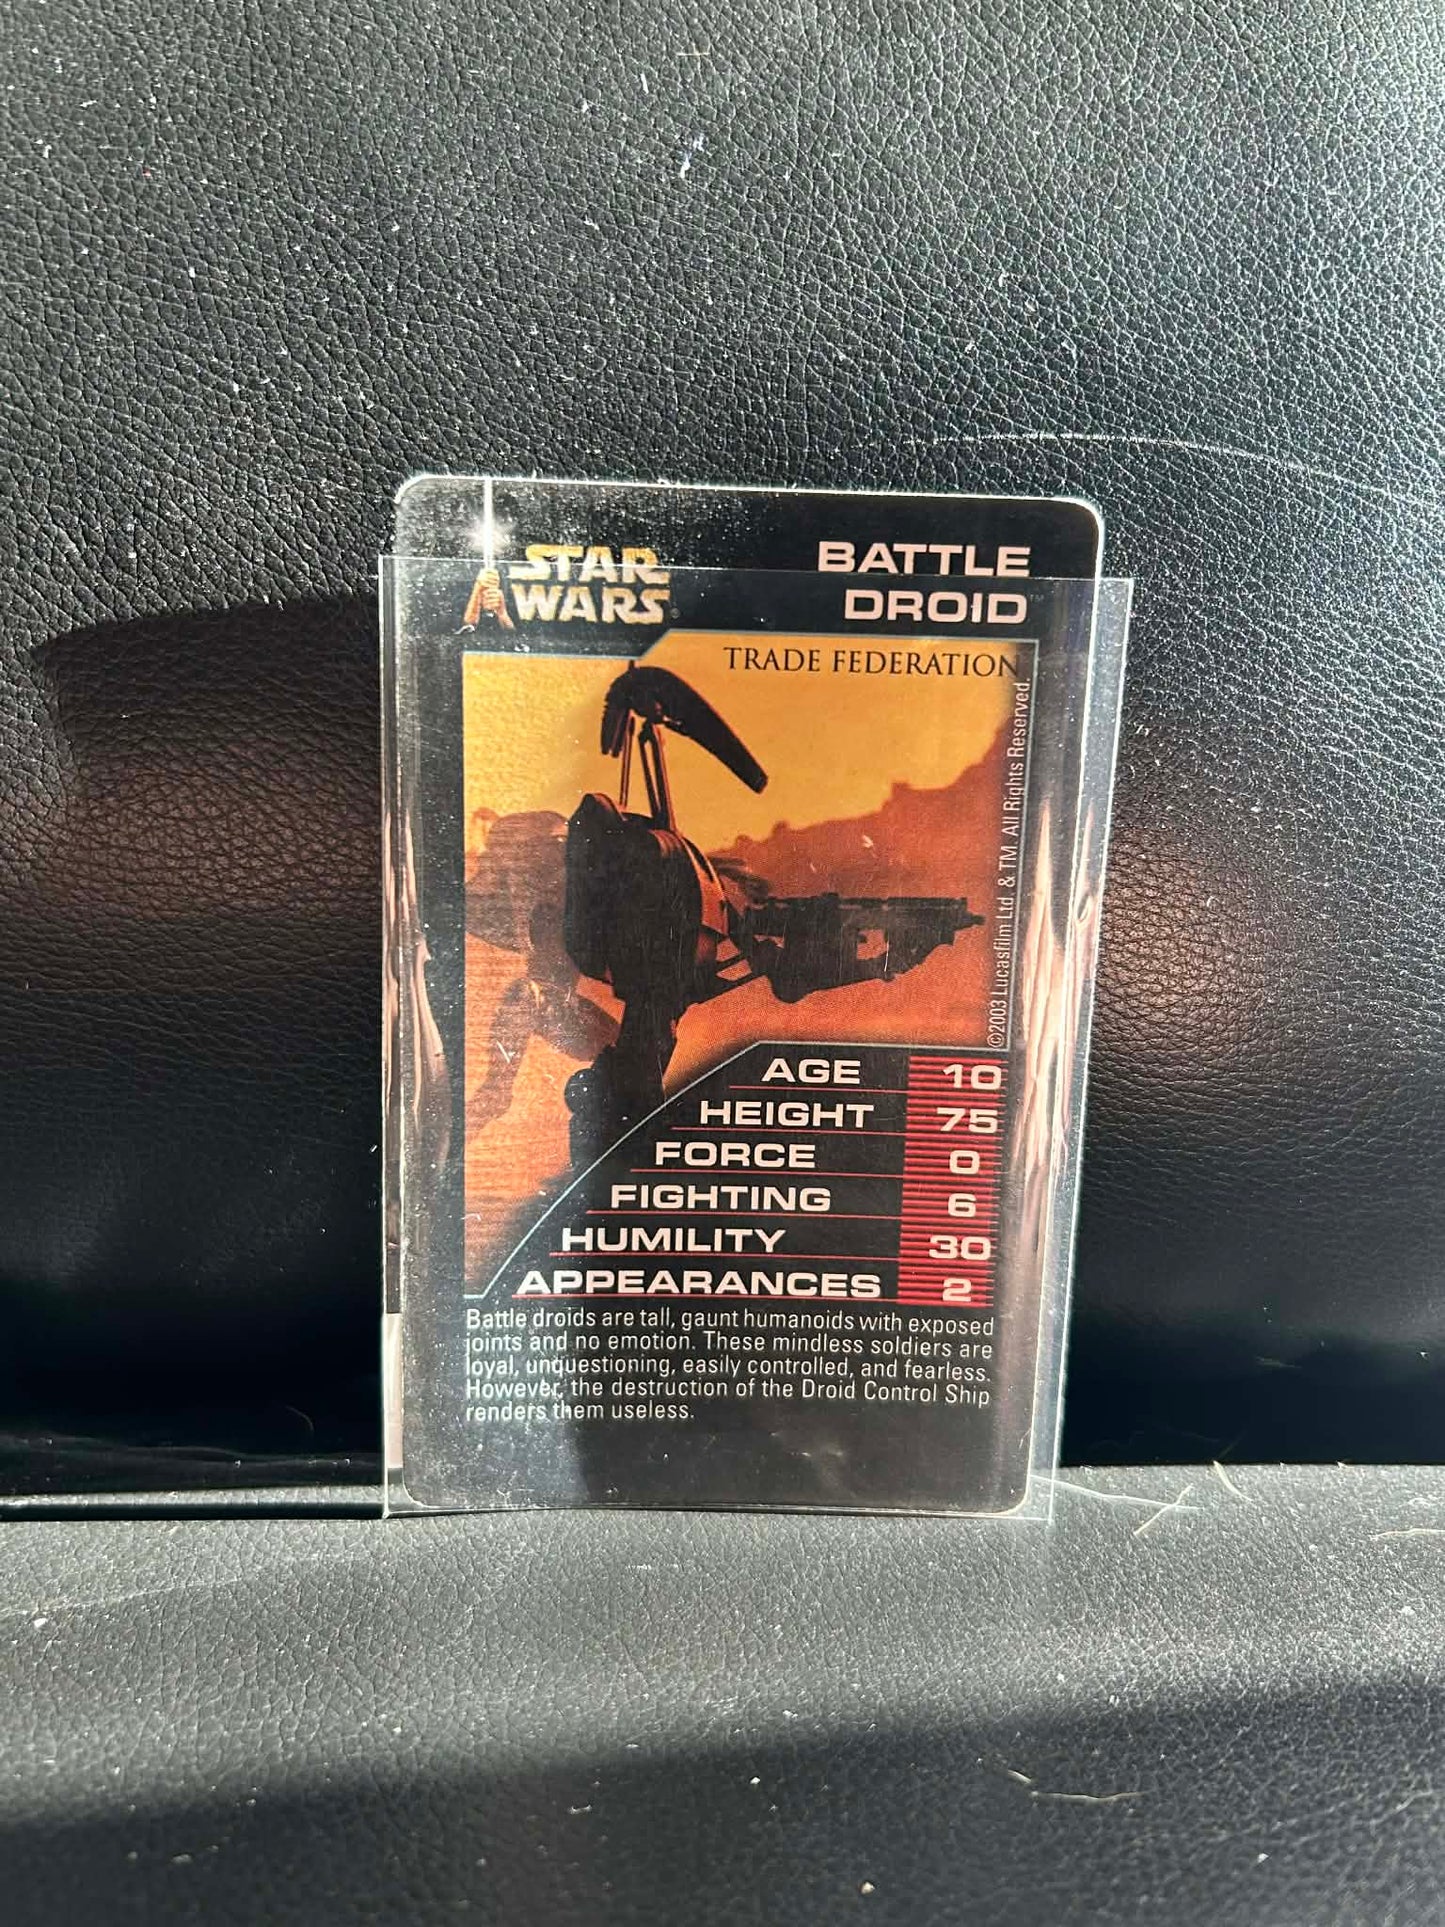 STAR
WARS
BATTLE
DROID™
TRADE FEDERATION
©2003 Lucasfilm Ltd. & TM. All Rights Reserved.
AGE 10
HEIGHT 75
FORCE 0
FIGHTING 6
HUMILITY 30
APPEARANCES 2
Battle droids are tall, gaunt humanoids with exposed
joints and no emotion. These mindless soldiers are
loyal, unquestioning, easily controlled, and fearless.
However, the destruction of the Droid Control Ship
renders them useless.